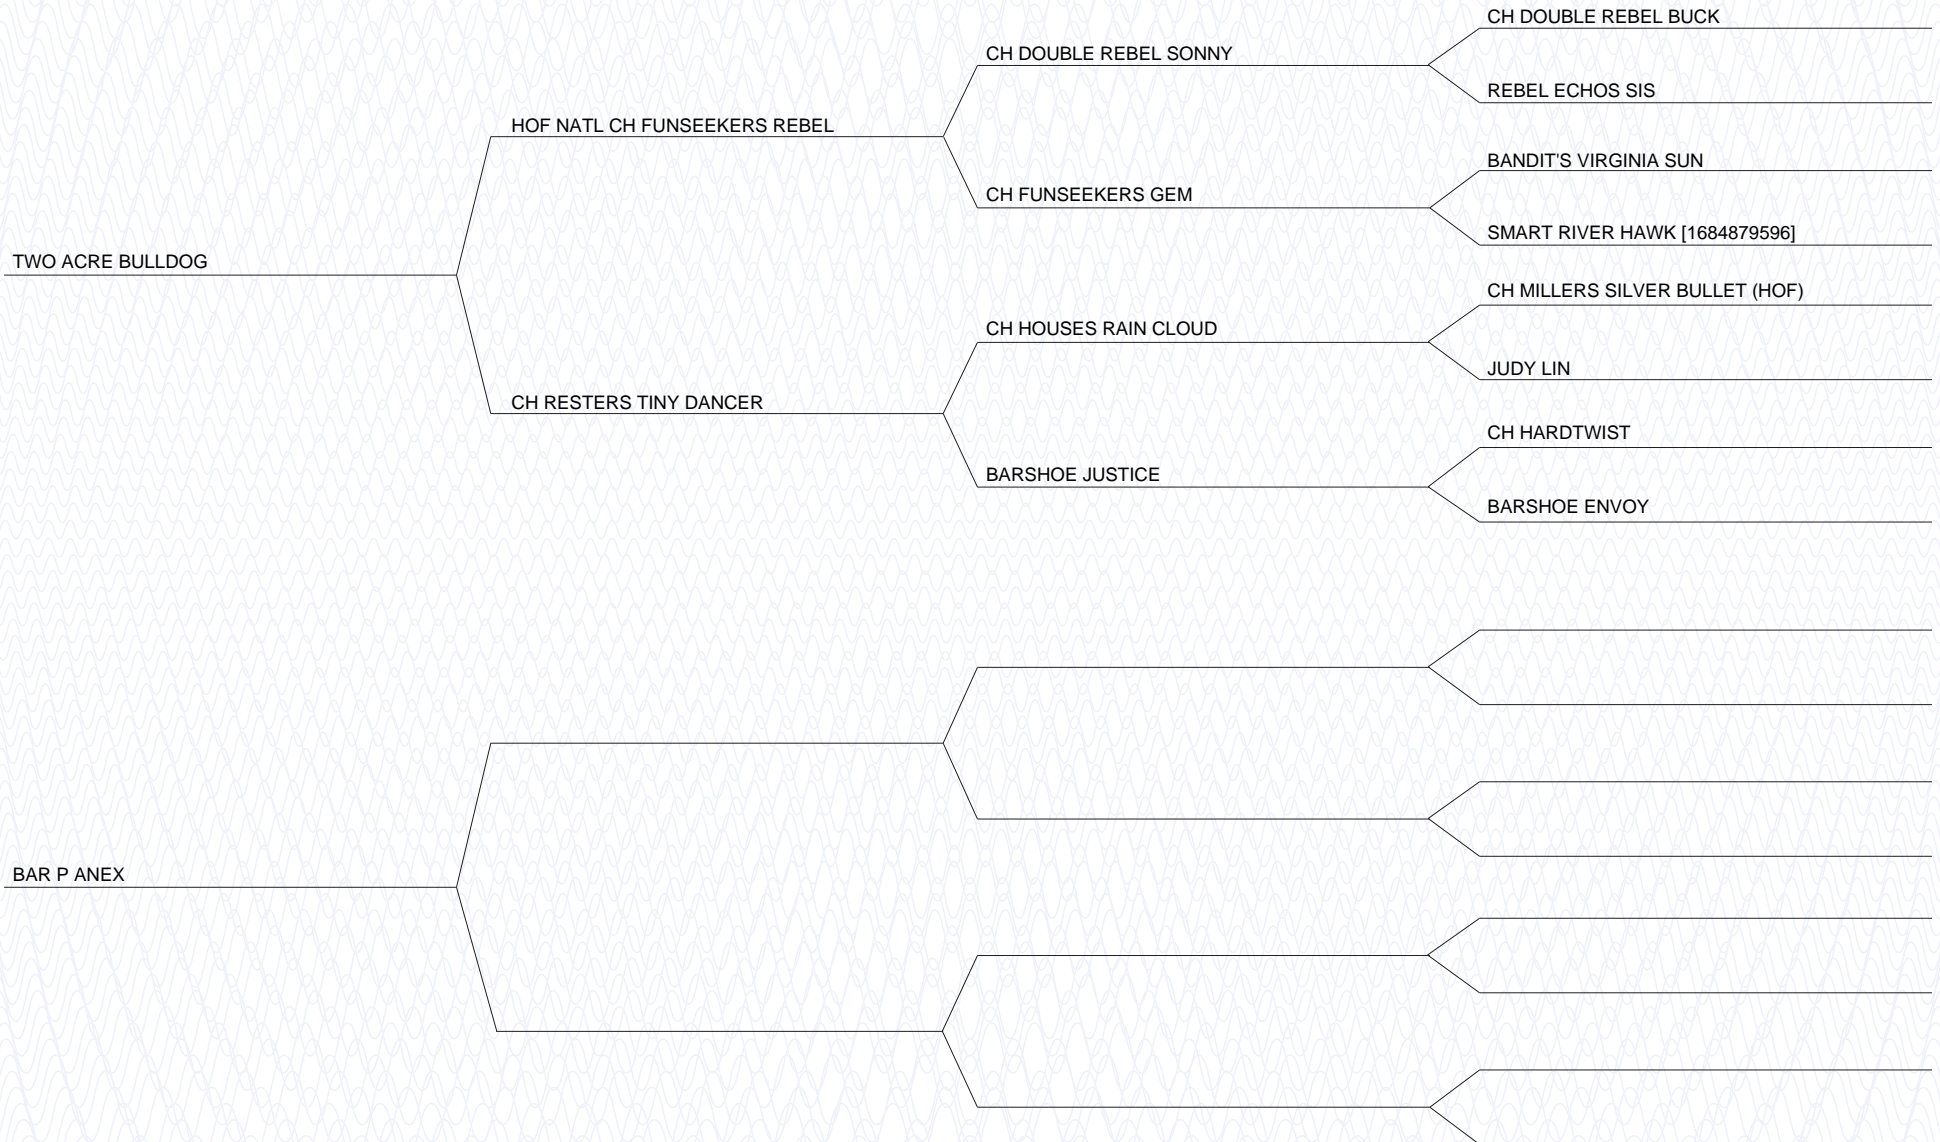 CH DOUBLE REBEL BUCK
CH DOUBLE REBEL SONNY
REBEL ECHOS SIS
HOF NATL CH FUNSEEKERS REBEL
BANDIT'S VIRGINIA SUN
CH FUNSEEKERS GEM
SMART RIVER HAWK [1684879596]
TWO ACRE BULLDOG
CH MILLERS SILVER BULLET (HOF)
CH HOUSES RAIN CLOUD
JUDY LIN
CH RESTERS TINY DANCER
CH HARDTWIST
BARSHOE JUSTICE
BARSHOE ENVOY
BAR P ANEX